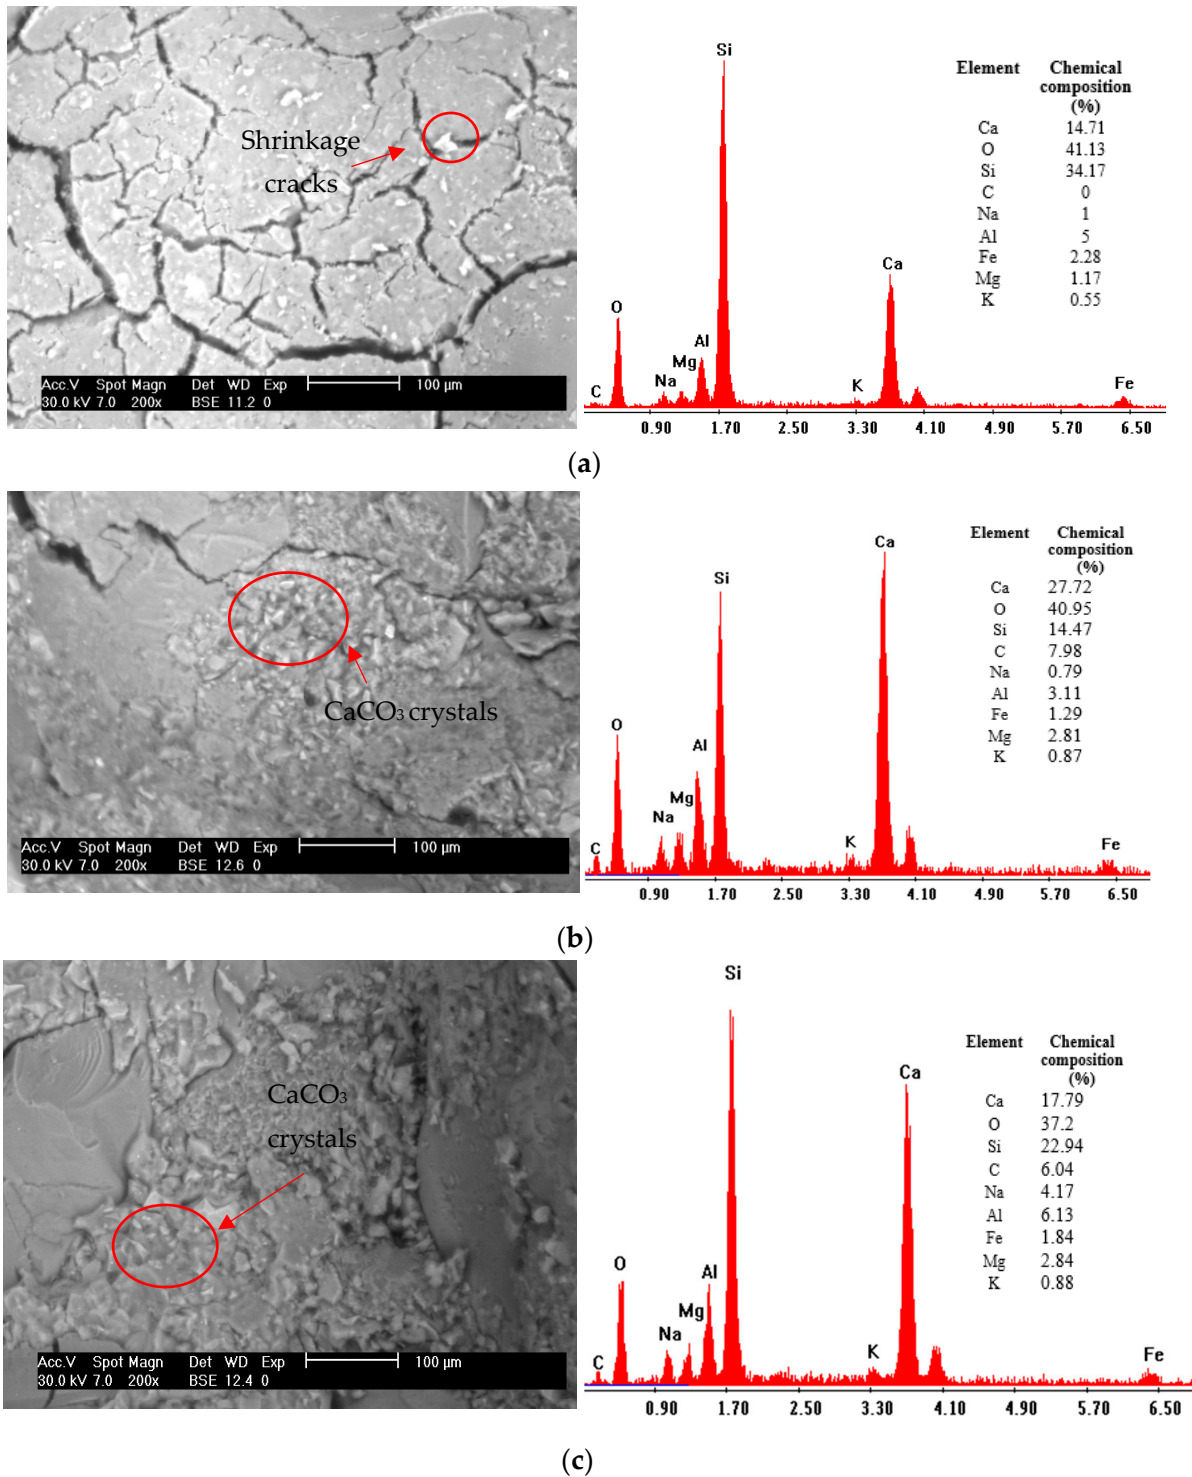 Shrinkage
cracks
Acc.V Spot Magn Det WD Exp 100 µm
30.0 kV 7.0 200x BSE 11.2 0
Si
Ca
O
Al
Mg
Na
C
K
Fe
0.90 1.70 2.50 3.30 4.10 4.90 5.70 6.50
Element Chemical
composition
(%)
Ca 14.71
O 41.13
Si 34.17
C 0
Na 1
Al 5
Fe 2.28
Mg 1.17
K 0.55
(a)
CaCO₃ crystals
Acc.V Spot Magn Det WD Exp 100 µm
30.0 kV 7.0 200x BSE 12.6 0
Ca
Si
O
Al
Mg
Na
C
K
Fe
0.90 1.70 2.50 3.30 4.10 4.90 5.70 6.50
Element Chemical
composition
(%)
Ca 27.72
O 40.95
Si 14.47
C 7.98
Na 0.79
Al 3.11
Fe 1.29
Mg 2.81
K 0.87
(b)
CaCO₃
crystals
Acc.V Spot Magn Det WD Exp 100 µm
30.0 kV 7.0 200x BSE 12.4 0
Si
Ca
O
Al
Mg
Na
C
K
Fe
0.90 1.70 2.50 3.30 4.10 4.90 5.70 6.50
Element Chemical
composition
(%)
Ca 17.79
O 37.2
Si 22.94
C 6.04
Na 4.17
Al 6.13
Fe 1.84
Mg 2.84
K 0.88
(c)